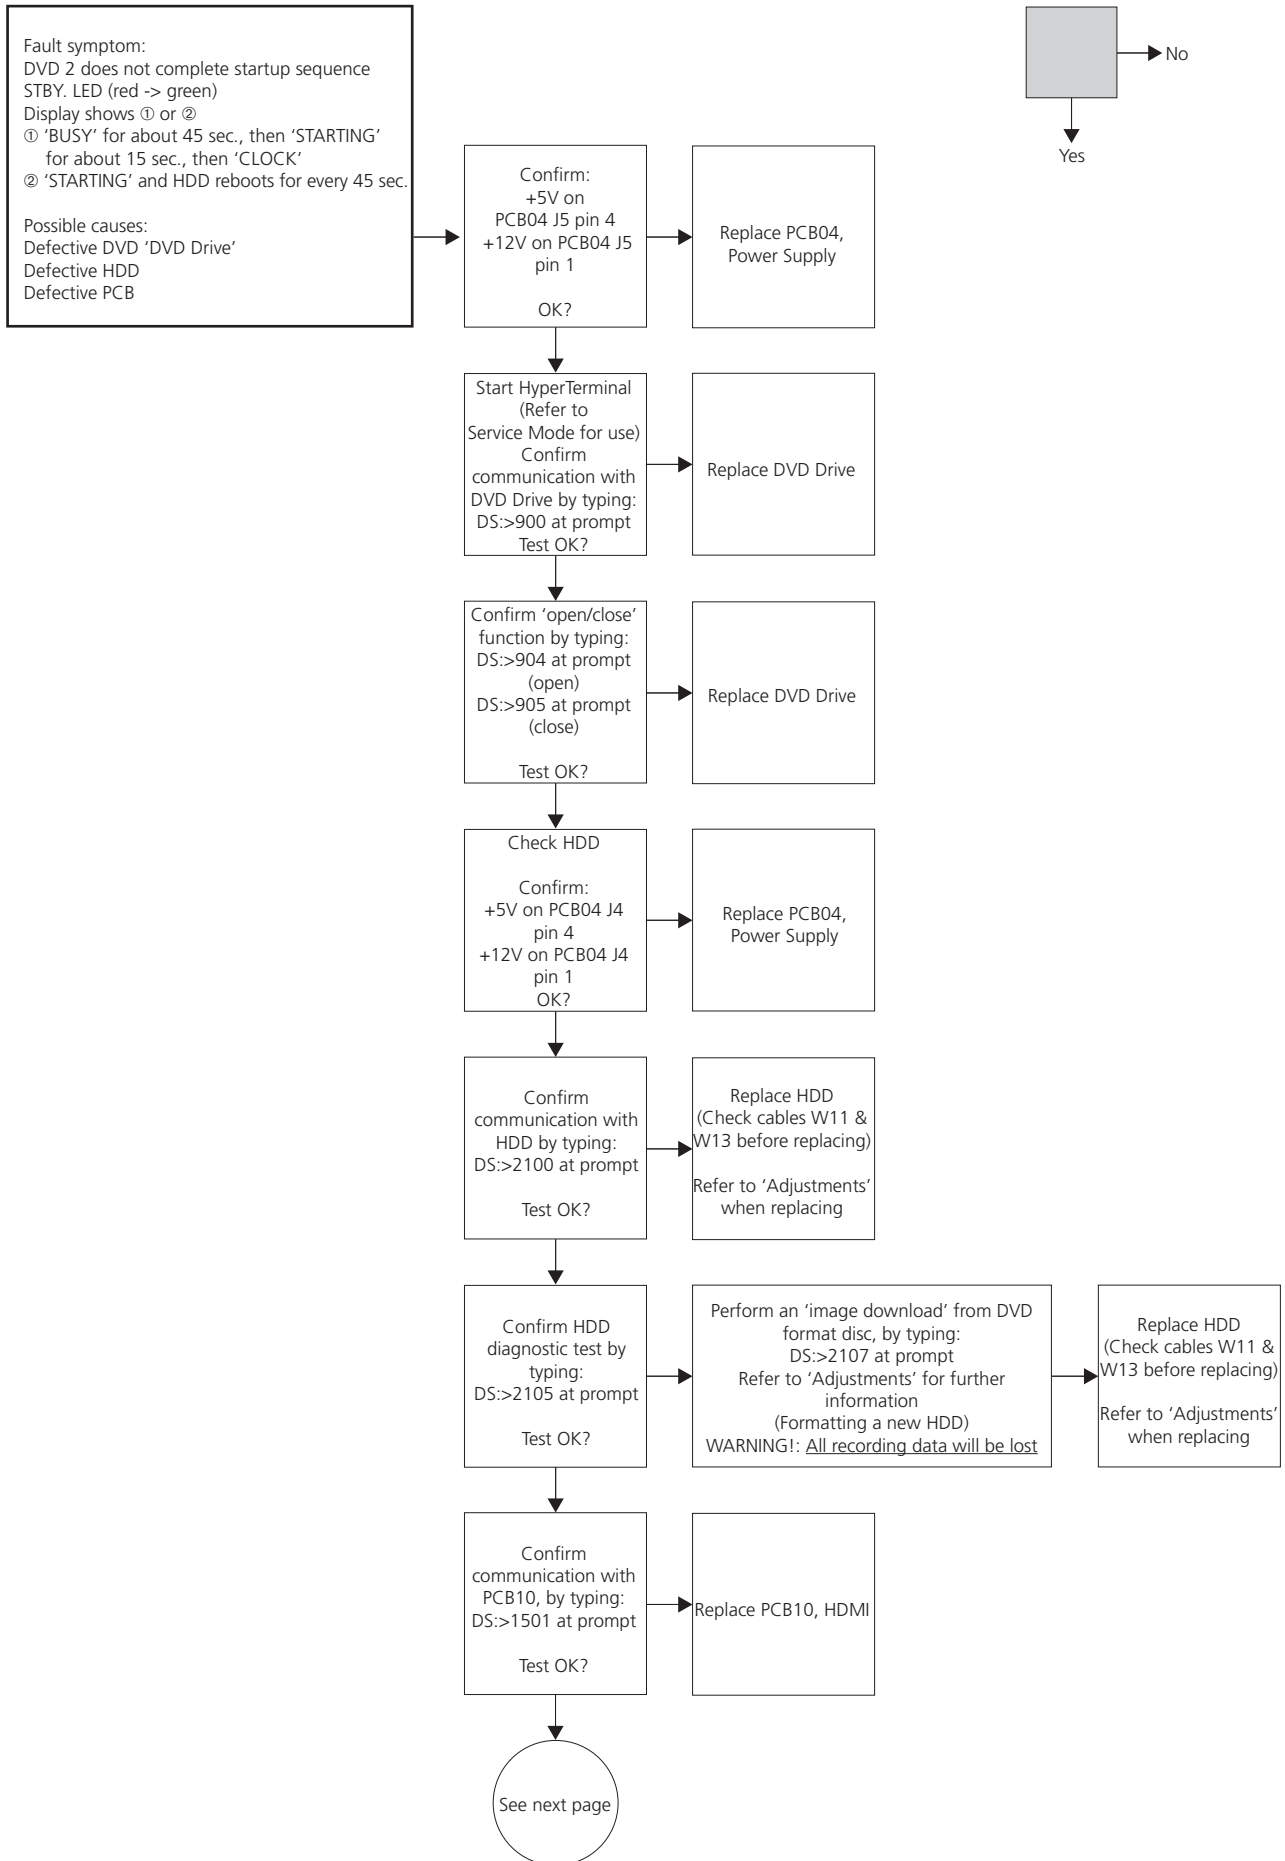 Fault symptom:
DVD 2 does not complete startup sequence
STBY. LED (red -> green)
Display shows ① or ②
① ‘BUSY’ for about 45 sec., then ‘STARTING’
for about 15 sec., then ‘CLOCK’
② ‘STARTING’ and HDD reboots for every 45 sec.
Possible causes:
Defective DVD ‘DVD Drive’
Defective HDD
Defective PCB
No
Yes
Confirm:
+5V on
PCB04 J5 pin 4
+12V on PCB04 J5
pin 1
OK?
Replace PCB04,
Power Supply
Start HyperTerminal
(Refer to
Service Mode for use)
Confirm
communication with
DVD Drive by typing:
DS:>900 at prompt
Test OK?
Replace DVD Drive
Confirm ‘open/close’
function by typing:
DS:>904 at prompt
(open)
DS:>905 at prompt
(close)
Test OK?
Replace DVD Drive
Check HDD
Confirm:
+5V on PCB04 J4
pin 4
+12V on PCB04 J4
pin 1
OK?
Replace PCB04,
Power Supply
Confirm
communication with
HDD by typing:
DS:>2100 at prompt
Test OK?
Replace HDD
(Check cables W11 &
W13 before replacing)
Refer to ‘Adjustments’
when replacing
Confirm HDD
diagnostic test by
typing:
DS:>2105 at prompt
Test OK?
Perform an ‘image download’ from DVD
format disc, by typing:
DS:>2107 at prompt
Refer to ‘Adjustments’ for further
information
(Formatting a new HDD)
WARNING!: All recording data will be lost
Replace HDD
(Check cables W11 &
W13 before replacing)
Refer to ‘Adjustments’
when replacing
Confirm
communication with
PCB10, by typing:
DS:>1501 at prompt
Test OK?
Replace PCB10, HDMI
See next page